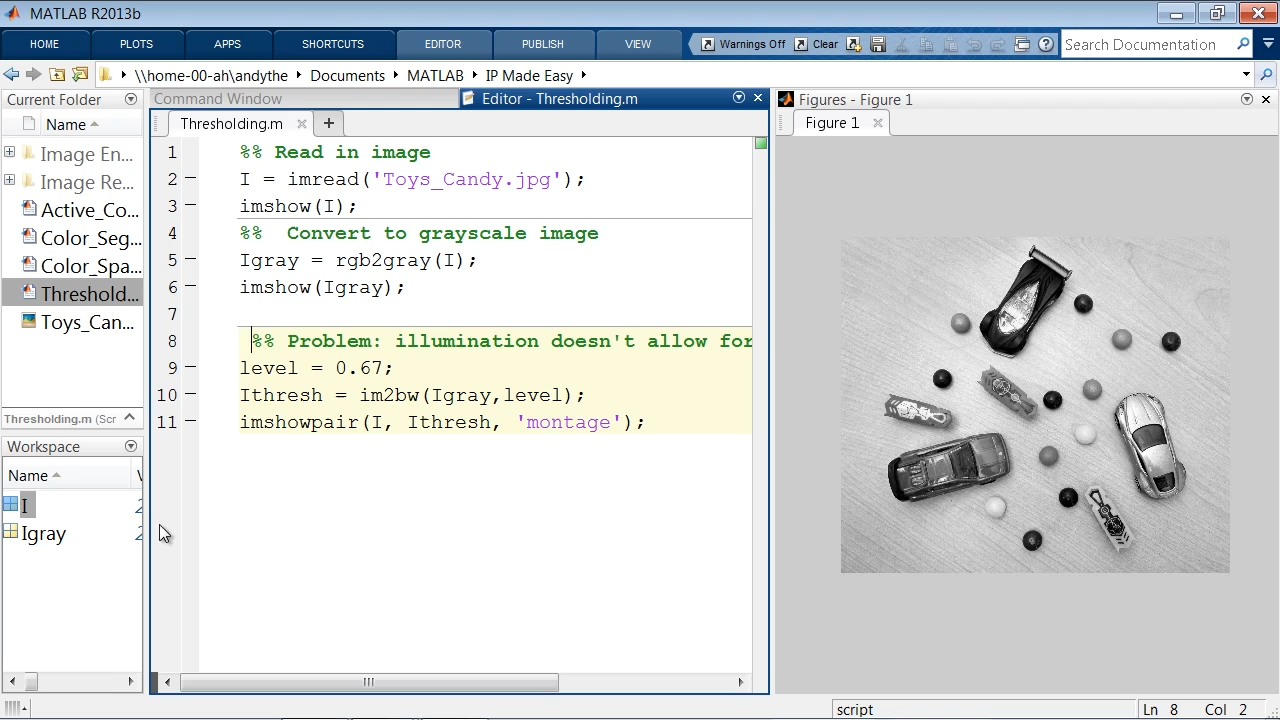 MATLAB R2013b
HOME PLOTS APPS SHORTCUTS EDITOR PUBLISH VIEW Warnings Off Clear Search Documentation
\\home-00-ah\andythe Documents MATLAB IP Made Easy
Current Folder
Name
Image En...
Image Re...
Active_Co...
Color_Seg...
Color_Spa...
Threshold...
Toys_Can...
Thresholding.m (Scr
Workspace
Name
I
Igray
Command Window
Editor - Thresholding.m
Thresholding.m
1 %% Read in image
2 I = imread('Toys_Candy.jpg');
3 imshow(I);
4 %%  Convert to grayscale image
5 Igray = rgb2gray(I);
6 imshow(Igray);
7
8 %% Problem: illumination doesn't allow for
9 level = 0.67;
10 Ithresh = im2bw(Igray,level);
11 imshowpair(I, Ithresh, 'montage');
Figures - Figure 1
Figure 1
script
Ln 8 Col 2